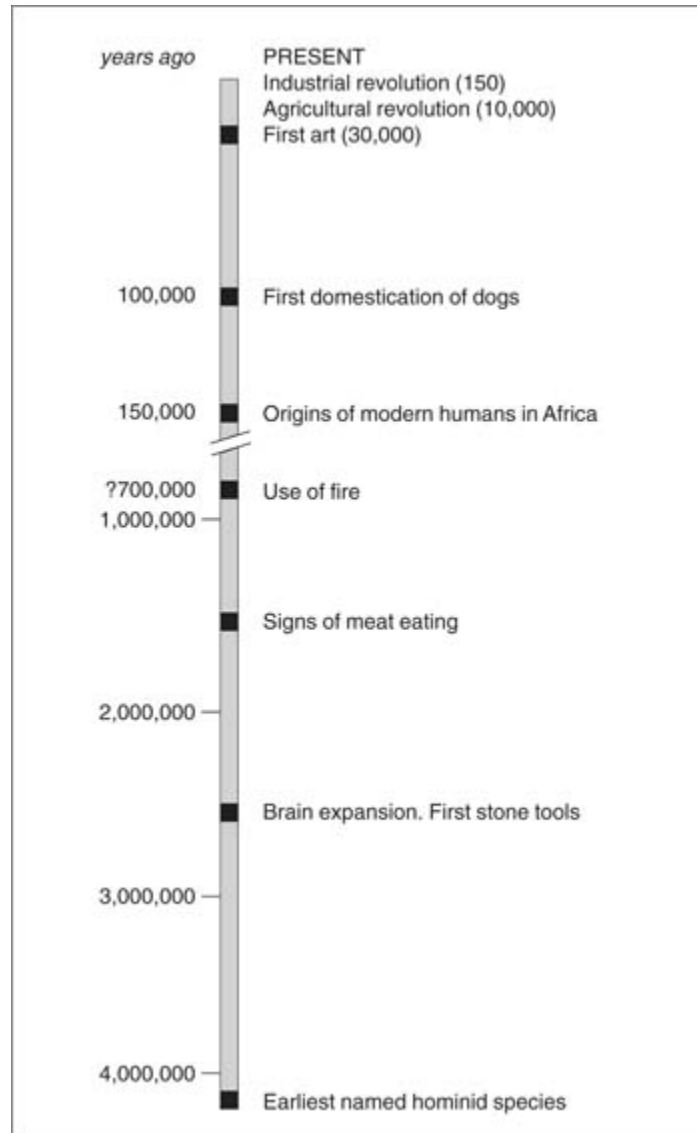 years ago PRESENT
Industrial revolution (150)
Agricultural revolution (10,000)
First art (30,000)
100,000 First domestication of dogs
150,000 Origins of modern humans in Africa
?700,000 Use of fire
1,000,000
Signs of meat eating
2,000,000
Brain expansion. First stone tools
3,000,000
4,000,000
Earliest named hominid species